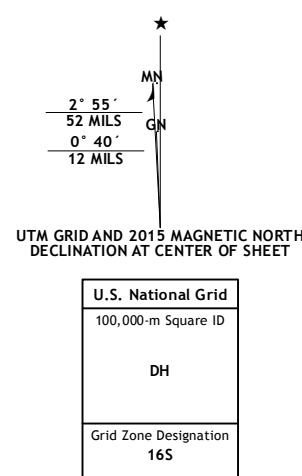 ★
MN
2° 55´
52 MILS
GN
0° 40´
12 MILS
UTM GRID AND 2015 MAGNETIC NORTH
DECLINATION AT CENTER OF SHEET
U.S. National Grid
100,000-m Square ID
DH
Grid Zone Designation
16S